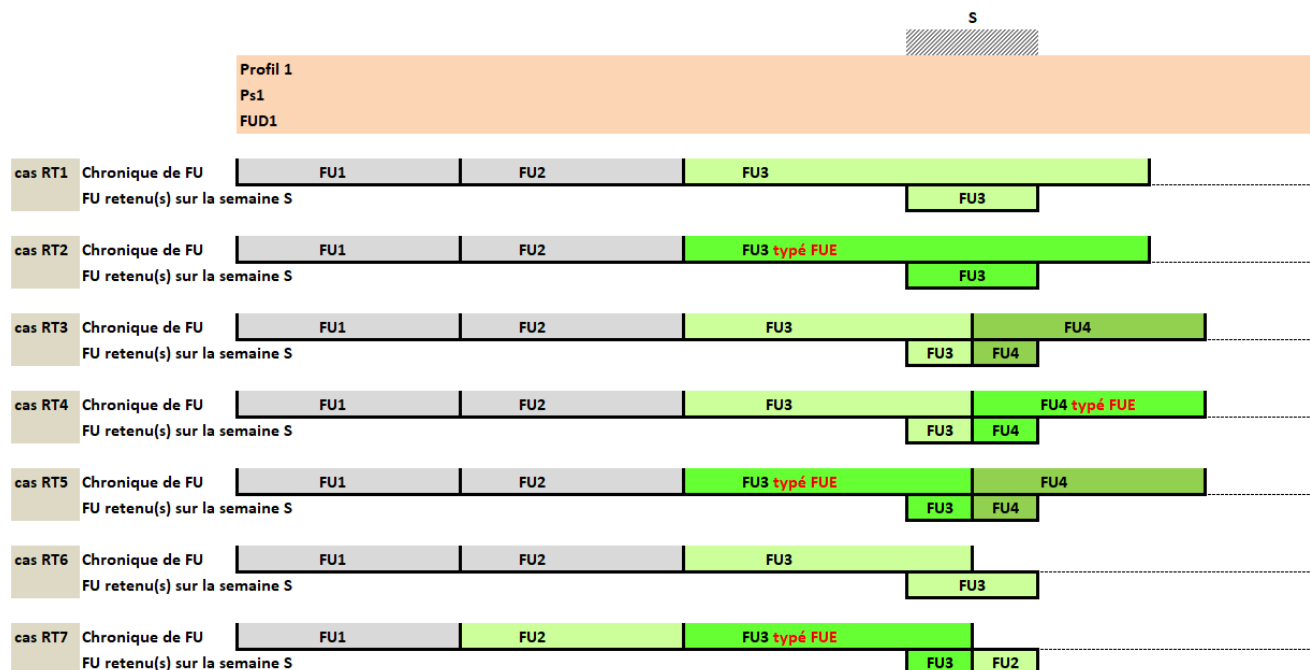 S
Profil 1
Ps1
FUD1
cas RT1 Chronique de FU FU1 FU2 FU3
FU retenu(s) sur la semaine S FU3
cas RT2 Chronique de FU FU1 FU2 FU3 typé FUE
FU retenu(s) sur la semaine S FU3
cas RT3 Chronique de FU FU1 FU2 FU3 FU4
FU retenu(s) sur la semaine S FU3 FU4
cas RT4 Chronique de FU FU1 FU2 FU3 FU4 typé FUE
FU retenu(s) sur la semaine S FU3 FU4
cas RT5 Chronique de FU FU1 FU2 FU3 typé FUE FU4
FU retenu(s) sur la semaine S FU3 FU4
cas RT6 Chronique de FU FU1 FU2 FU3
FU retenu(s) sur la semaine S FU3
cas RT7 Chronique de FU FU1 FU2 FU3 typé FUE
FU retenu(s) sur la semaine S FU3 FU2